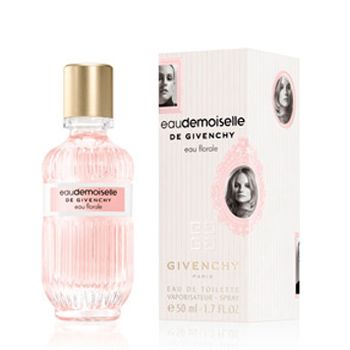 eaudemoiselle
DE GIVENCHY
eau florale
eaudemoiselle
DE GIVENCHY
eau florale
GIVENCHY
PARIS
EAU DE TOILETTE
VAPORISATEUR - SPRAY
e 50 ml - 1.7 FL.OZ.